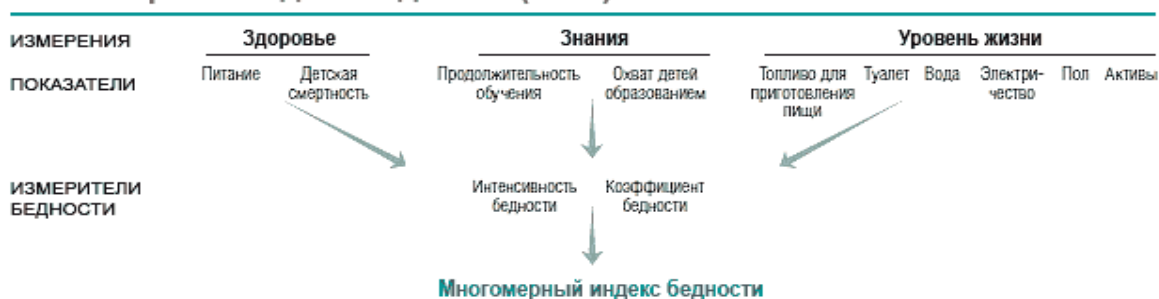 ИЗМЕРЕНИЯ Здоровье Знания Уровень жизни
ПОКАЗАТЕЛИ
Питание
Детская
смертность
Продолжительность
обучения
Охват детей
образованием
Топливо для
приготовления
пищи
Туалет
Вода
Электри-
чество
Пол
Активы
ИЗМЕРИТЕЛИ
БЕДНОСТИ
Интенсивность
бедности
Коэффициент
бедности
Многомерный индекс бедности